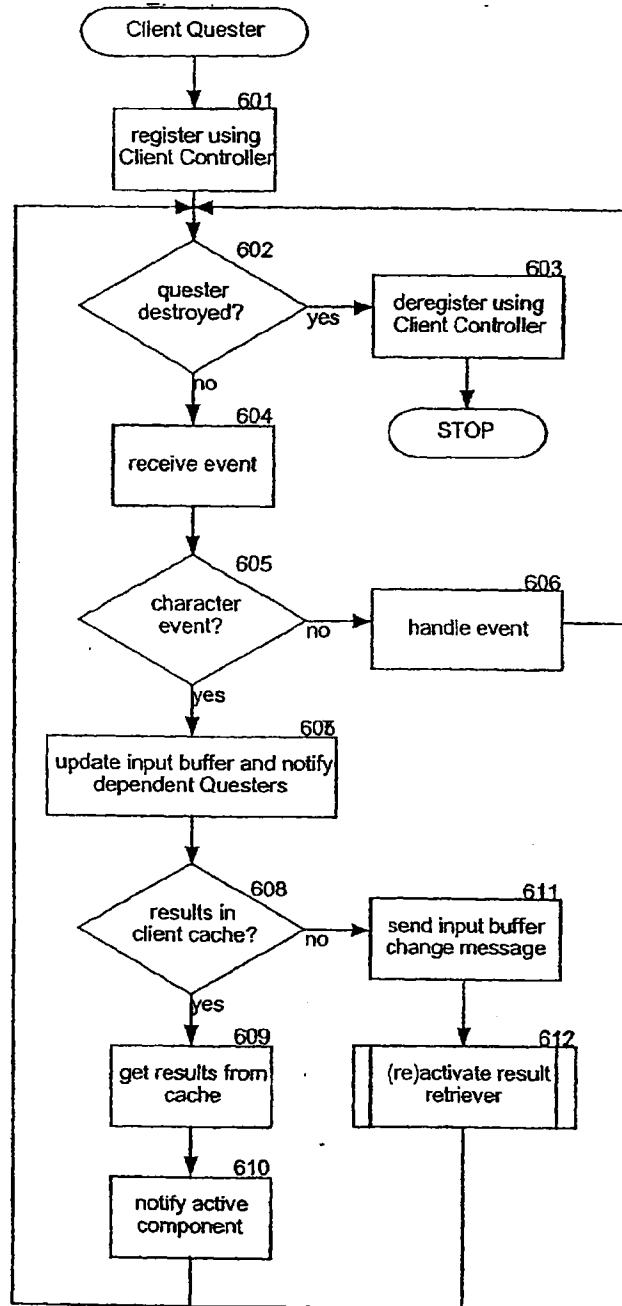 Client Quester
601
register using
Client Controller
602
quester
destroyed?
yes
no
603
deregister using
Client Controller
STOP
604
receive event
605
character
event?
no
yes
606
handle event
update input buffer and notify
dependent Questers
608
results in
client cache?
no
yes
611
send input buffer
change message
609
get results from
cache
612
(re)activate result
retriever
610
notify active
component